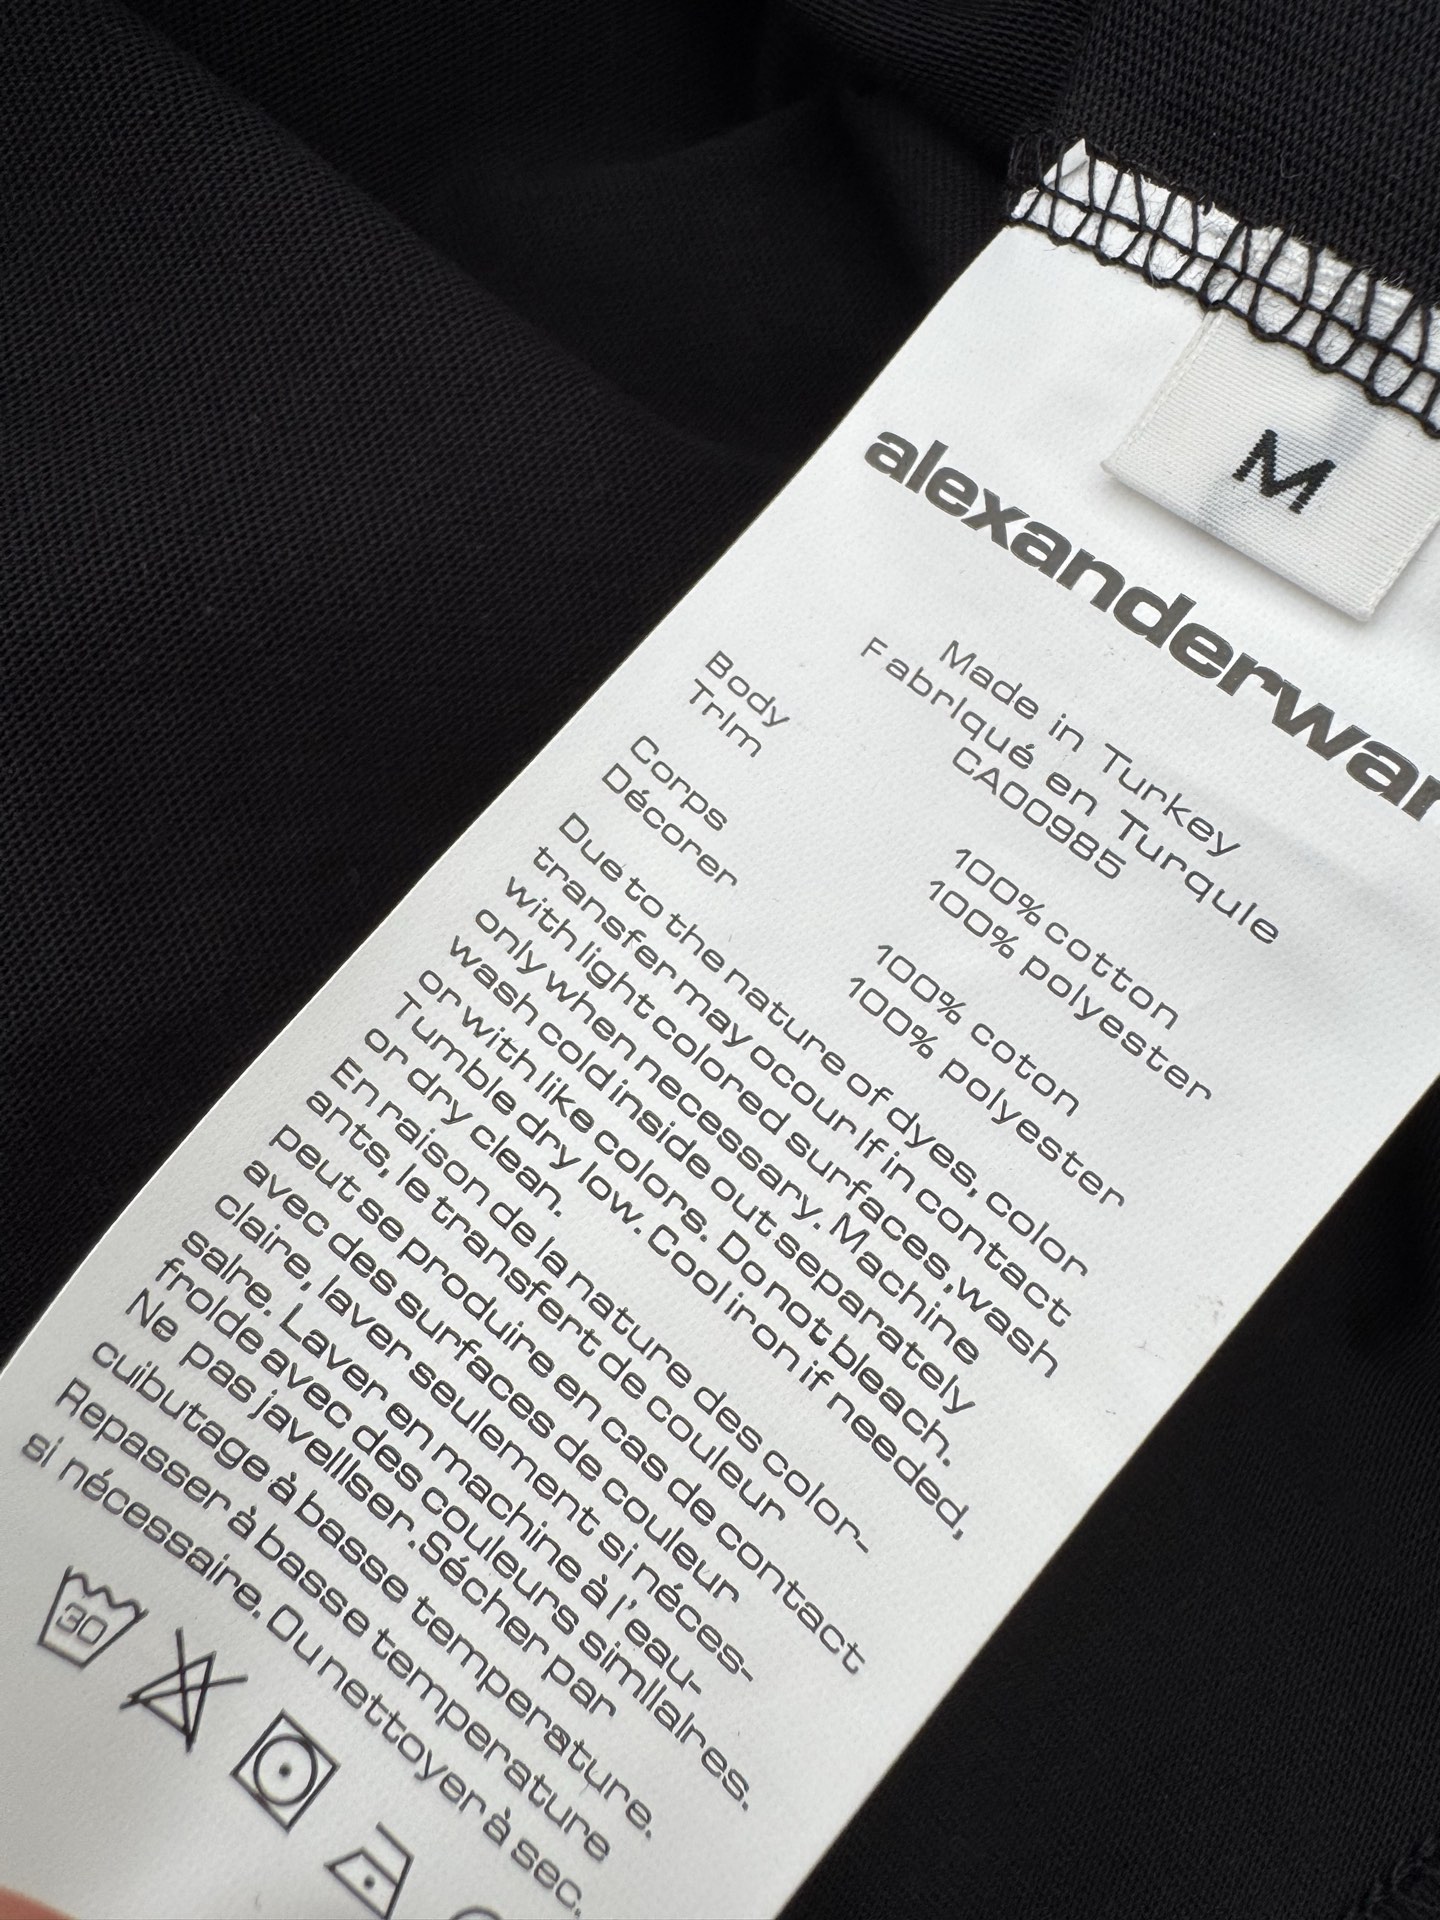 M
alexanderwan
Made in Turkey
FabrIqué en TurquIe
CA00985
Body 100% cotton
TrIm 100% polyester
Corps 100% coton
Décorer 100% polyester
Due to the nature of dyes, color
transfer may occur If in contact
with light colored surfaces, wash
only when necessary. Machine
wash cold inside out separately
or with like colors. Do not bleach.
Tumble dry low. Cool iron if needed,
or dry clean.
En raison de la nature des color-
ants, le transfert de couleur
peut se produire en cas de contact
avec des surfaces de couleur
claire, laver seulement si néces-
saIre. Laver en machine à l'eau-
froIde avec des couleurs simIlaIres.
Ne pas javellIser. Sécher par
cuibutage à basse temperature.
Repasser à basse temperature
si nécessaire. Ou nettoyer à sec.
30